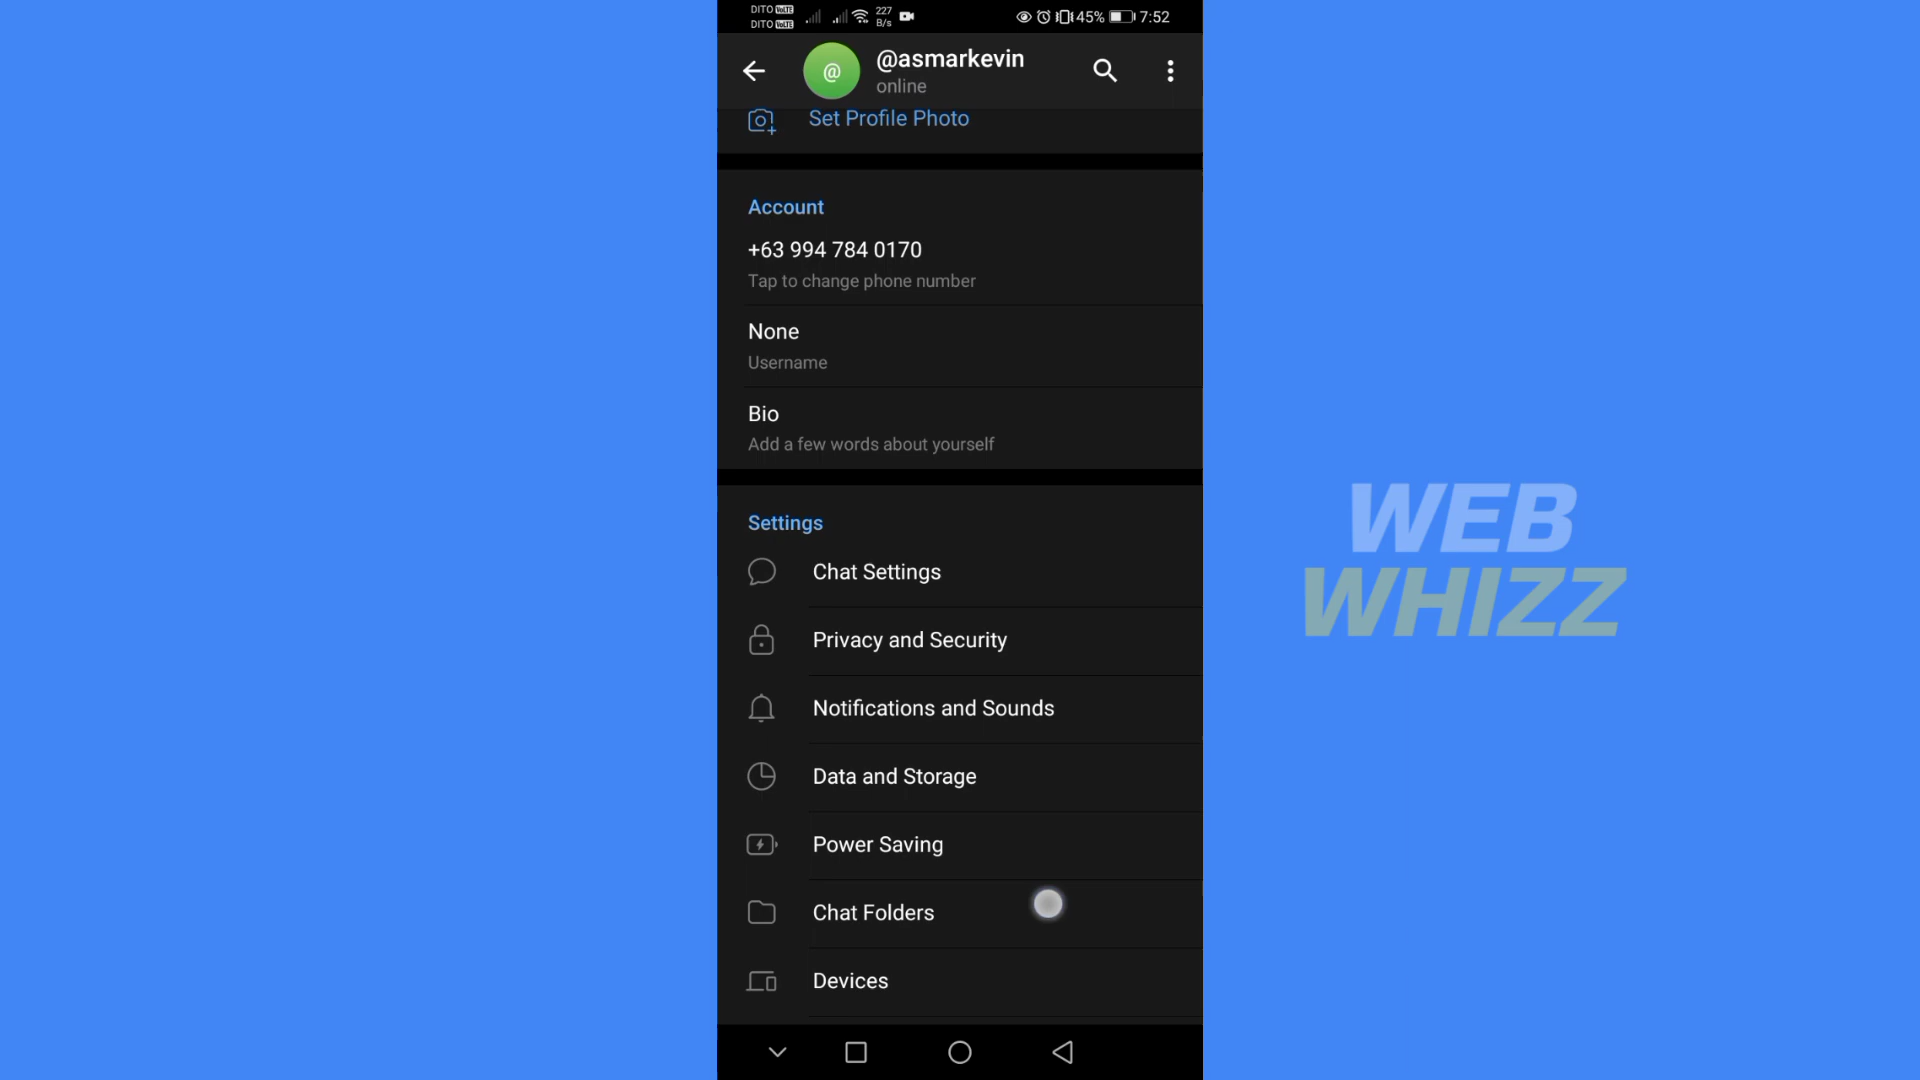 DITO VoLTE
DITO VoLTE
227
B/s
45%
7:52
@
@asmarkevin
online
Set Profile Photo
Account
+63 994 784 0170
Tap to change phone number
None
Username
Bio
Add a few words about yourself
Settings
Chat Settings
Privacy and Security
Notifications and Sounds
Data and Storage
Power Saving
Chat Folders
Devices
WEB
WHIZZ